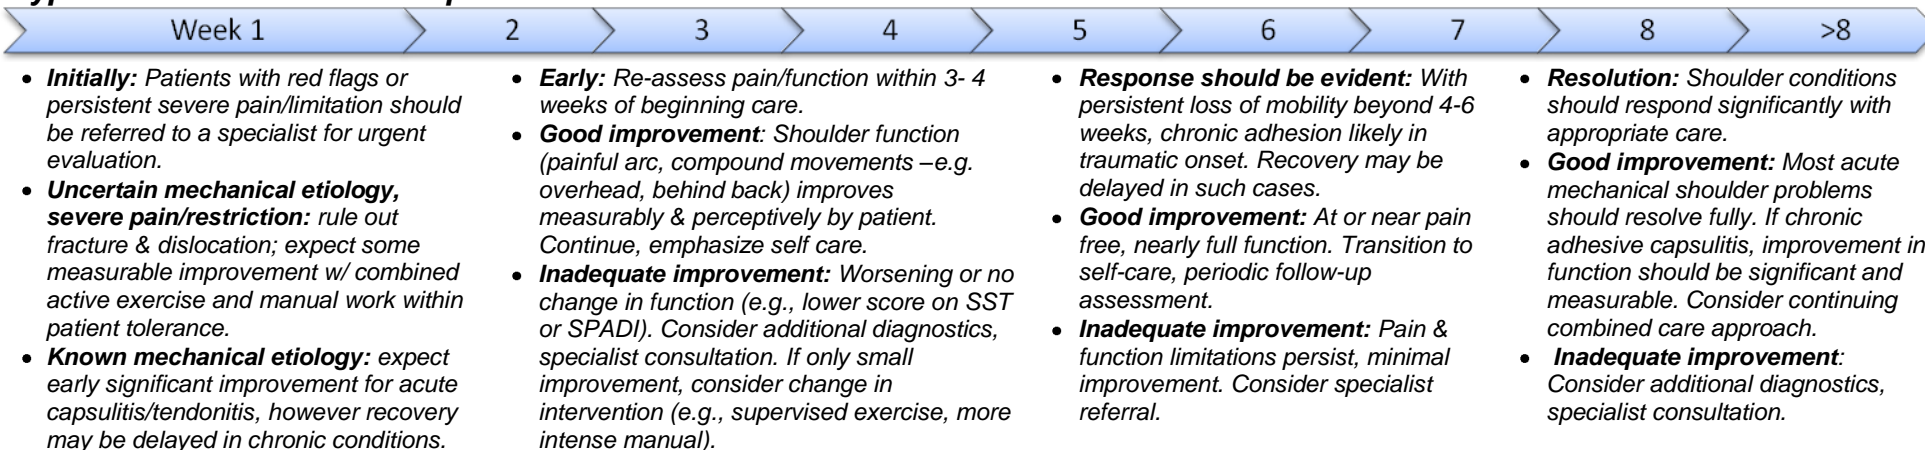 Week 1 2 3 4 5 6 7 8 >8
• Initially: Patients with red flags or
persistent severe pain/limitation should
be referred to a specialist for urgent
evaluation.
• Uncertain mechanical etiology,
severe pain/restriction: rule out
fracture & dislocation; expect some
measurable improvement w/ combined
active exercise and manual work within
patient tolerance.
• Known mechanical etiology: expect
early significant improvement for acute
capsulitis/tendonitis, however recovery
may be delayed in chronic conditions.
• Early: Re-assess pain/function within 3- 4
weeks of beginning care.
• Good improvement: Shoulder function
(painful arc, compound movements –e.g.
overhead, behind back) improves
measurably & perceptively by patient.
Continue, emphasize self care.
• Inadequate improvement: Worsening or no
change in function (e.g., lower score on SST
or SPADI). Consider additional diagnostics,
specialist consultation. If only small
improvement, consider change in
intervention (e.g., supervised exercise, more
intense manual).
• Response should be evident: With
persistent loss of mobility beyond 4-6
weeks, chronic adhesion likely in
traumatic onset. Recovery may be
delayed in such cases.
• Good improvement: At or near pain
free, nearly full function. Transition to
self-care, periodic follow-up
assessment.
• Inadequate improvement: Pain &
function limitations persist, minimal
improvement. Consider specialist
referral.
• Resolution: Shoulder conditions
should respond significantly with
appropriate care.
• Good improvement: Most acute
mechanical shoulder problems
should resolve fully. If chronic
adhesive capsulitis, improvement in
function should be significant and
measurable. Consider continuing
combined care approach.
• Inadequate improvement:
Consider additional diagnostics,
specialist consultation.